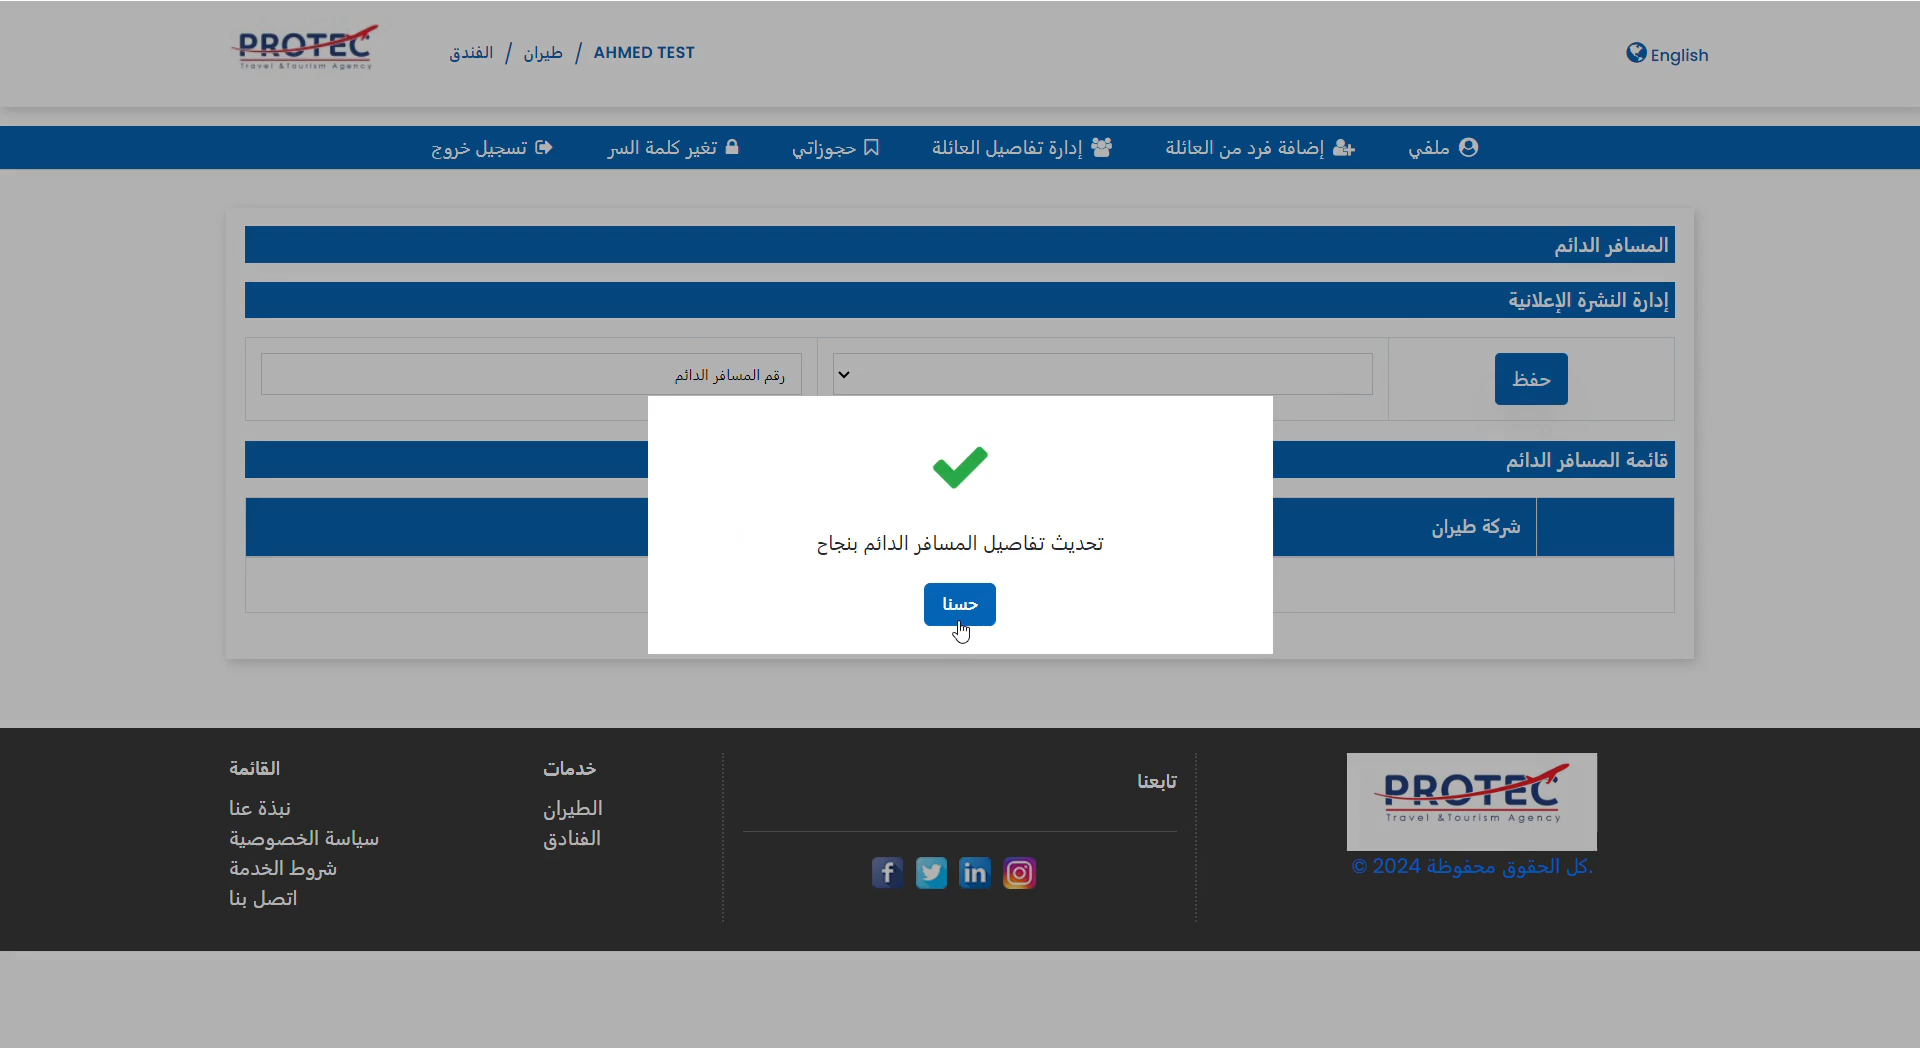 PROTEC
Travel & Tourism Agency
AHMED TEST / طيران / الفندق
English
ملفي
إضافة فرد من العائلة
إدارة تفاصيل العائلة
حجوزاتي
تغير كلمة السر
تسجيل خروج
المسافر الدائم
إدارة النشرة الإعلانية
حفظ
رقم المسافر الدائم
قائمة المسافر الدائم
شركة طيران
تحديث تفاصيل المسافر الدائم بنجاح
حسنا
PROTEC
Travel & Tourism Agency
.كل الحقوق محفوظة 2024 ©
تابعنا
خدمات
الطيران
الفنادق
القائمة
نبذة عنا
سياسة الخصوصية
شروط الخدمة
اتصل بنا